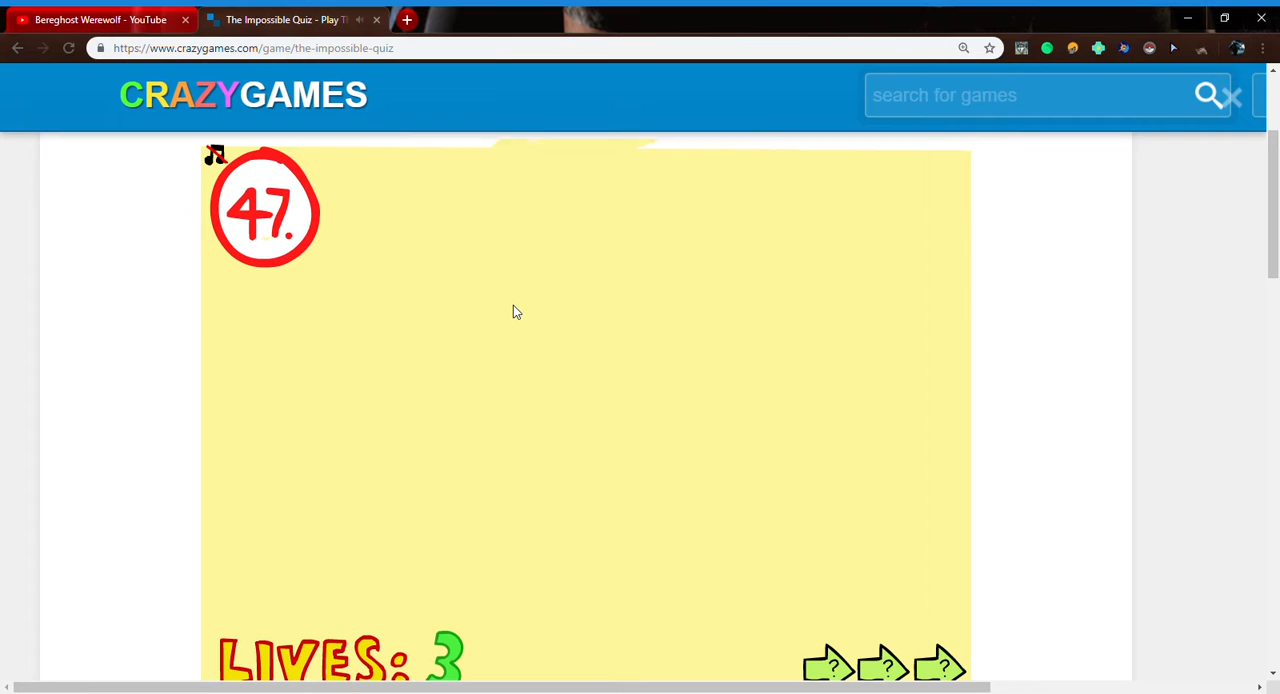 Bereghost Werewolf - YouTube
The Impossible Quiz - Play Ti
https://www.crazygames.com/game/the-impossible-quiz
CRAZYGAMES
search for games
47.
LIVES: 3
? ? ?